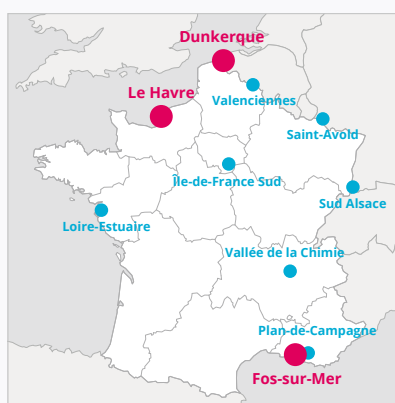 Dunkerque
Le Havre
Valenciennes
Saint-Avold
Île-de-France Sud
Sud Alsace
Loire-Estuaire
Vallée de la Chimie
Plan-de-Campagne
Fos-sur-Mer